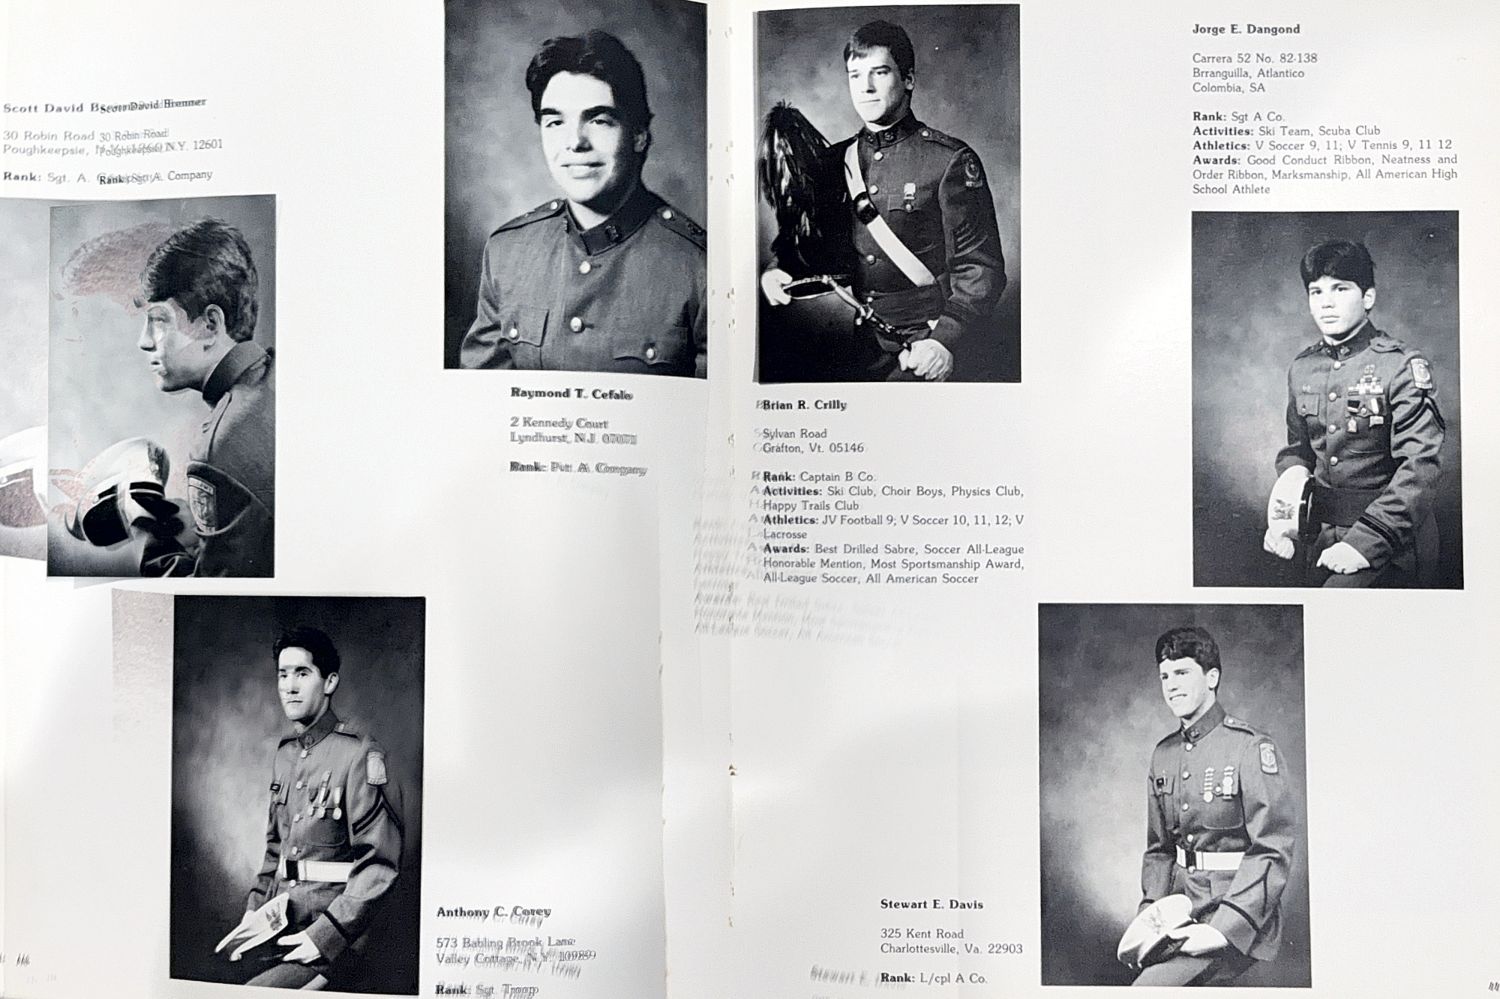 Scott David Brenner
30 Robin Road
Poughkeepsie, N.Y. 12601
Rank: Sgt. A. Company
Raymond T. Cefalo
2 Kennedy Court
Lyndhurst, N.J. 07071
Rank: Pvt. A. Company
Anthony C. Corey
573 Babling Brook Lane
Valley Cottage, N.Y.
Rank: Sgt. Troop
Brian R. Crilly
Sylvan Road
Grafton, Vt. 05146
Rank: Captain B Co.
Activities: Ski Club, Choir Boys, Physics Club,
Happy Trails Club
Athletics: JV Football 9; V Soccer 10, 11, 12; V
Lacrosse
Awards: Best Drilled Sabre, Soccer All-League
Honorable Mention, Most Sportsmanship Award,
All-League Soccer, All American Soccer
Jorge E. Dangond
Carrera 52 No. 82-138
Brranguilla, Atlantico
Colombia, SA
Rank: Sgt A Co.
Activities: Ski Team, Scuba Club
Athletics: V Soccer 9, 11; V Tennis 9, 11 12
Awards: Good Conduct Ribbon, Neatness and
Order Ribbon, Marksmanship, All American High
School Athlete
Stewart E. Davis
325 Kent Road
Charlottesville, Va. 22903
Rank: L/cpl A Co.